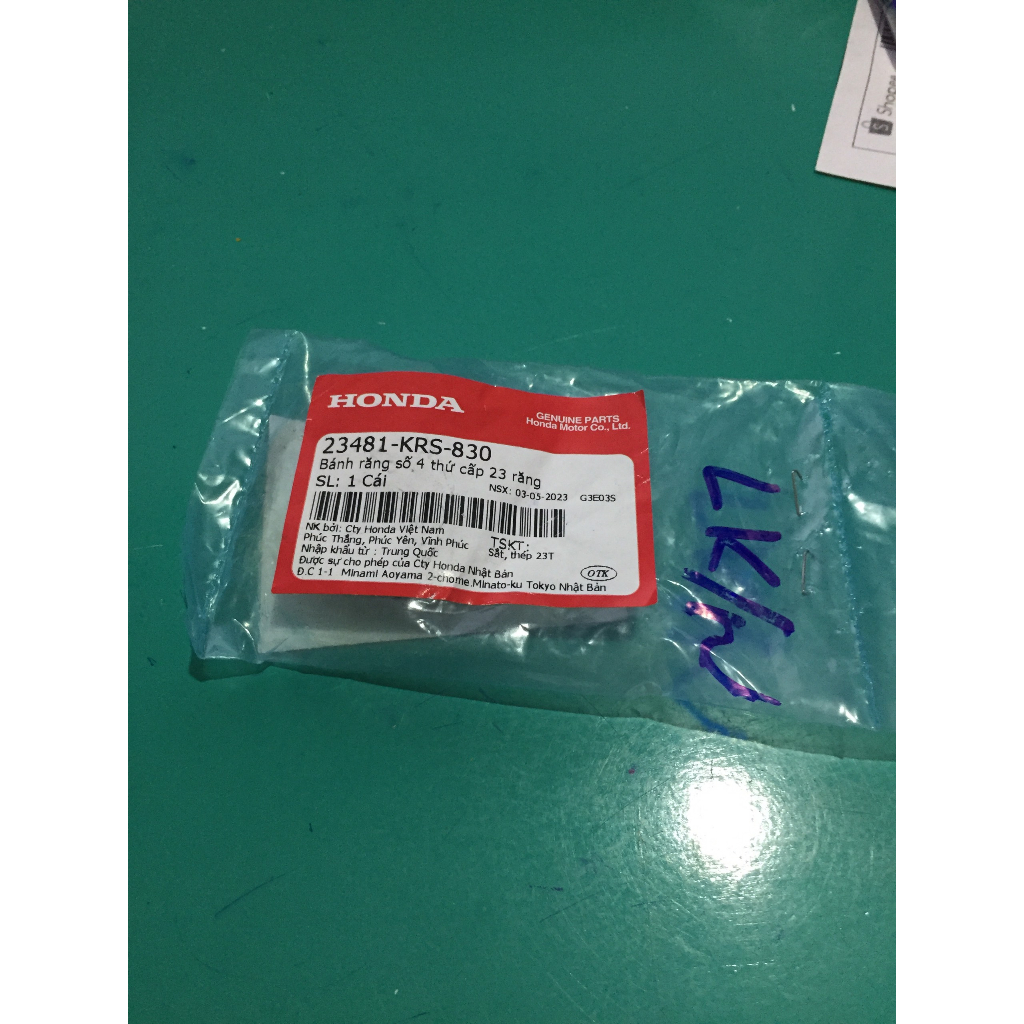 Shopee
HONDA
GENUINE PARTS
Honda Motor Co., Ltd.
23481-KRS-830
Bánh răng số 4 thứ cấp 23 răng
SL: 1 Cái
NSX: 03-05-2023 G3E03S
NK bởi: Cty Honda Việt Nam
Phúc Thắng, Phúc Yên, Vĩnh Phúc
TSKT:
Sắt, thép 23T
Nhập khẩu từ : Trung Quốc
Được sự cho phép của Cty Honda Nhật Bản
OTK
Đ.C 1-1 Minami Aoyama 2-chome,Minato-ku Tokyo Nhật Bản